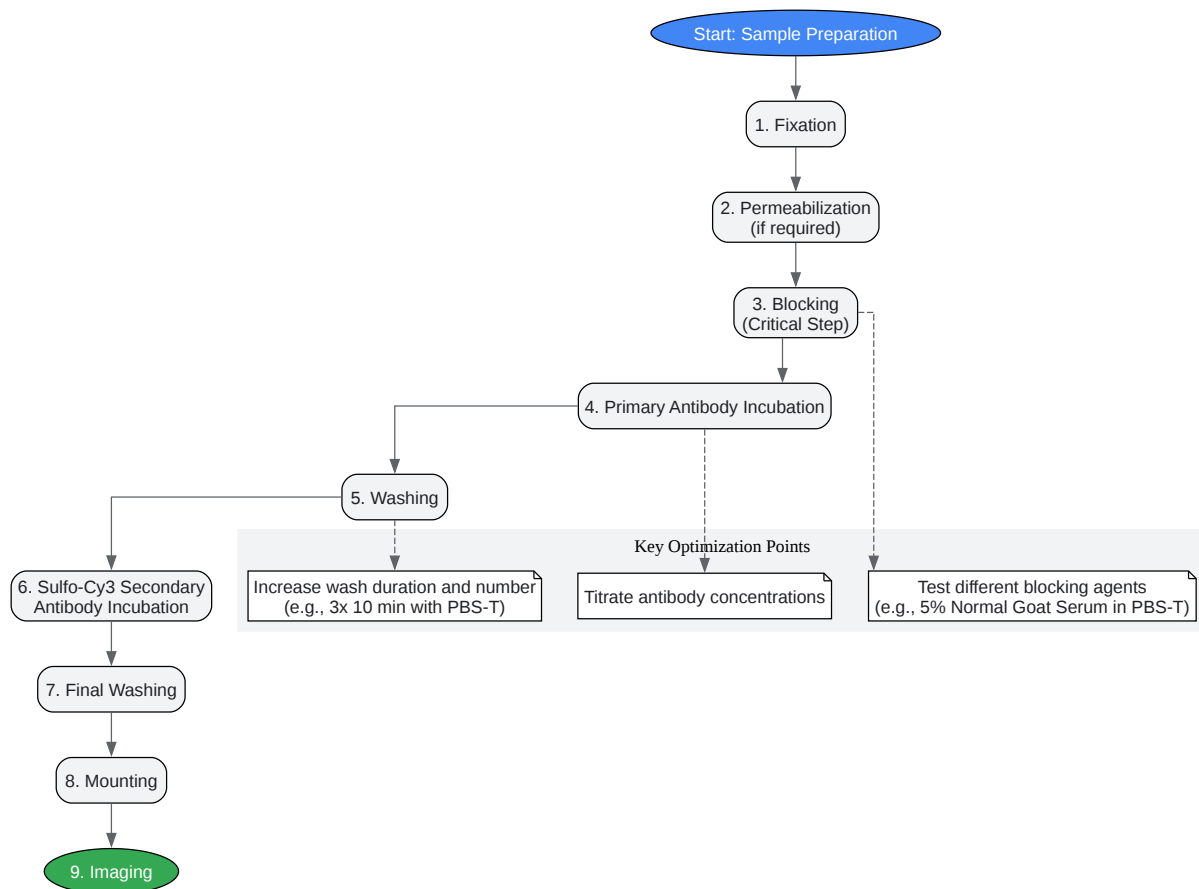 Start: Sample Preparation
1. Fixation
2. Permeabilization
(if required)
3. Blocking
(Critical Step)
4. Primary Antibody Incubation
5. Washing
Key Optimization Points
6. Sulfo-Cy3 Secondary
Antibody Incubation
Increase wash duration and number
(e.g., 3x 10 min with PBS-T)
Titrate antibody concentrations
Test different blocking agents
(e.g., 5% Normal Goat Serum in PBS-T)
7. Final Washing
8. Mounting
9. Imaging